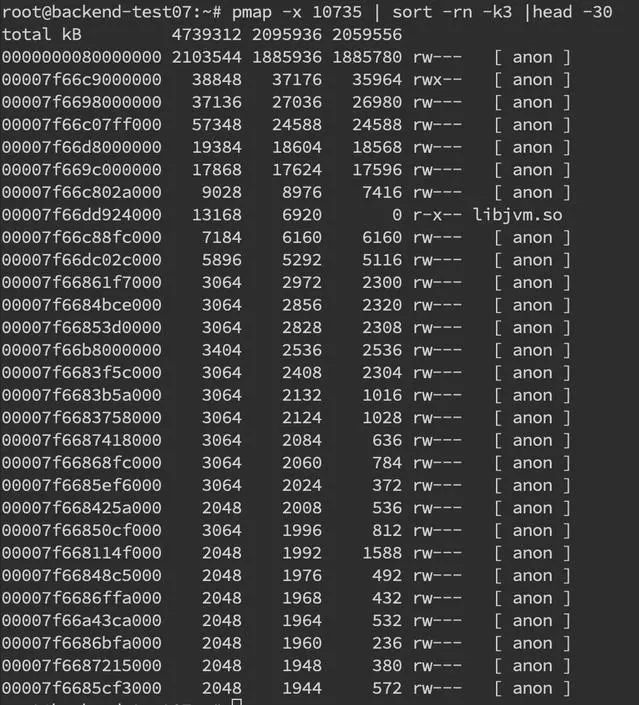 root@backend-test07:~# pmap -x 10735 | sort -rn -k3 |head -30
total kB 4739312 2095936 2059556
0000000080000000 2103544 1885936 1885780 rw--- [ anon ]
00007f66c9000000 38848 37176 35964 rwx-- [ anon ]
00007f6698000000 37136 27036 26980 rw--- [ anon ]
00007f66c07ff000 57348 24588 24588 rw--- [ anon ]
00007f66d8000000 19384 18604 18568 rw--- [ anon ]
00007f669c000000 17868 17624 17596 rw--- [ anon ]
00007f66c802a000 9028 8976 7416 rw--- [ anon ]
00007f66dd924000 13168 6920 0 r-x-- libjvm.so
00007f66c88fc000 7184 6160 6160 rw--- [ anon ]
00007f66dc02c000 5896 5292 5116 rw--- [ anon ]
00007f66861f7000 3064 2972 2300 rw--- [ anon ]
00007f6684bce000 3064 2856 2320 rw--- [ anon ]
00007f66853d0000 3064 2828 2308 rw--- [ anon ]
00007f66b8000000 3404 2536 2536 rw--- [ anon ]
00007f6683f5c000 3064 2408 2304 rw--- [ anon ]
00007f6683b5a000 3064 2132 1016 rw--- [ anon ]
00007f6683758000 3064 2124 1028 rw--- [ anon ]
00007f6687418000 3064 2084 636 rw--- [ anon ]
00007f66868fc000 3064 2060 784 rw--- [ anon ]
00007f6685ef6000 3064 2024 372 rw--- [ anon ]
00007f668425a000 2048 2008 536 rw--- [ anon ]
00007f66850cf000 3064 1996 812 rw--- [ anon ]
00007f668114f000 2048 1992 1588 rw--- [ anon ]
00007f66848c5000 2048 1976 492 rw--- [ anon ]
00007f6686ffa000 2048 1968 432 rw--- [ anon ]
00007f66a43ca000 2048 1964 532 rw--- [ anon ]
00007f6686bfa000 2048 1960 236 rw--- [ anon ]
00007f6687215000 2048 1948 380 rw--- [ anon ]
00007f6685cf3000 2048 1944 572 rw--- [ anon ]